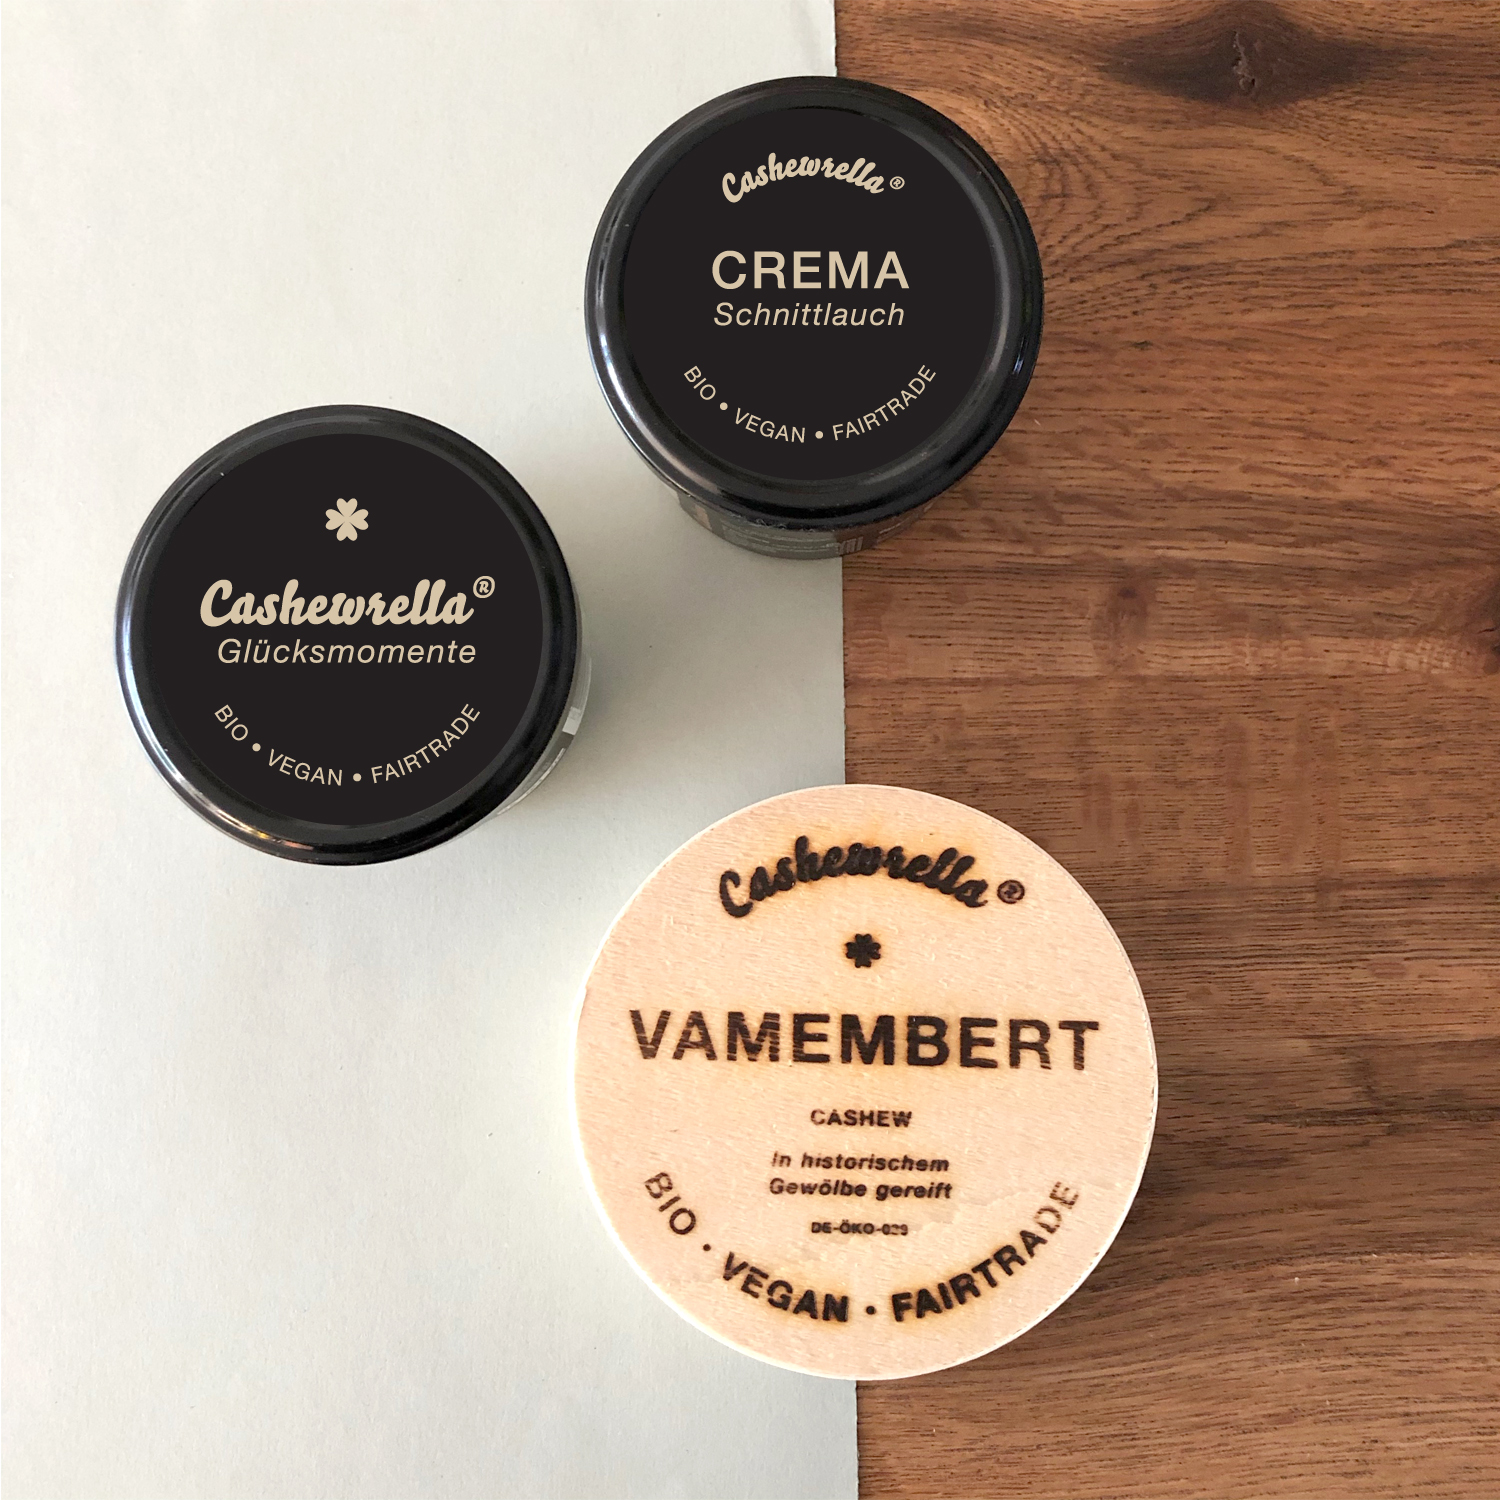 Cashewrella®
CREMA
Schnittlauch
BIO • VEGAN • FAIRTRADE
Cashewrella®
Glücksmomente
BIO • VEGAN • FAIRTRADE
Cashewrella®
VAMEMBERT
CASHEW
In historischem
Gewölbe gereift
BIO • VEGAN • FAIRTRADE